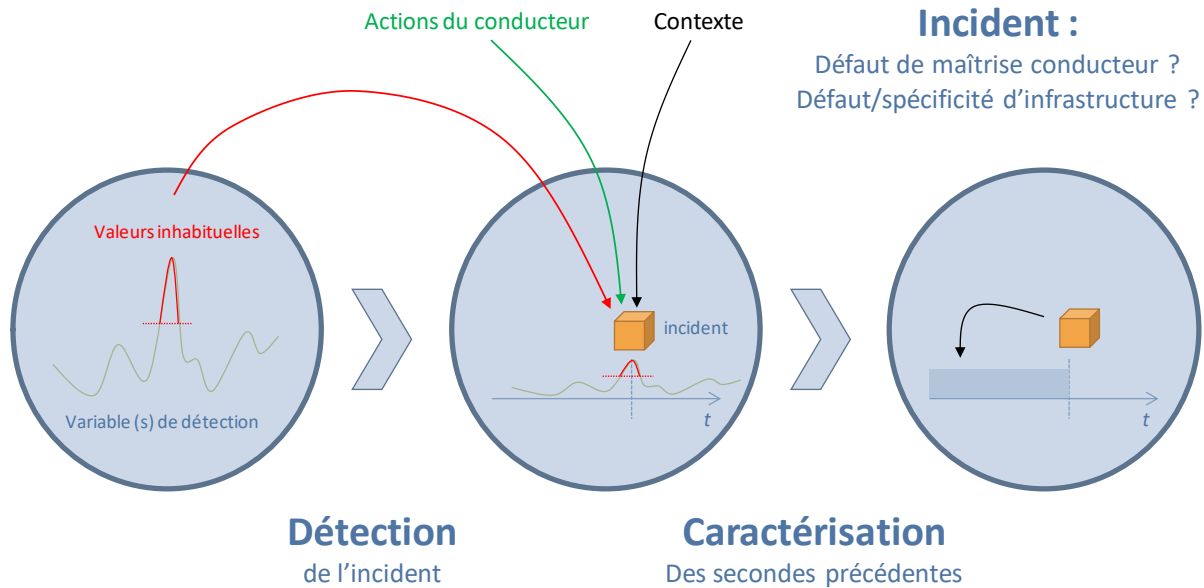 Actions du conducteur
Contexte
Incident :
Défaut de maîtrise conducteur ?
Défaut/spécificité d’infrastructure ?
Valeurs inhabituelles
Variable (s) de détection
incident
t
t
Détection
de l’incident
Caractérisation
Des secondes précédentes